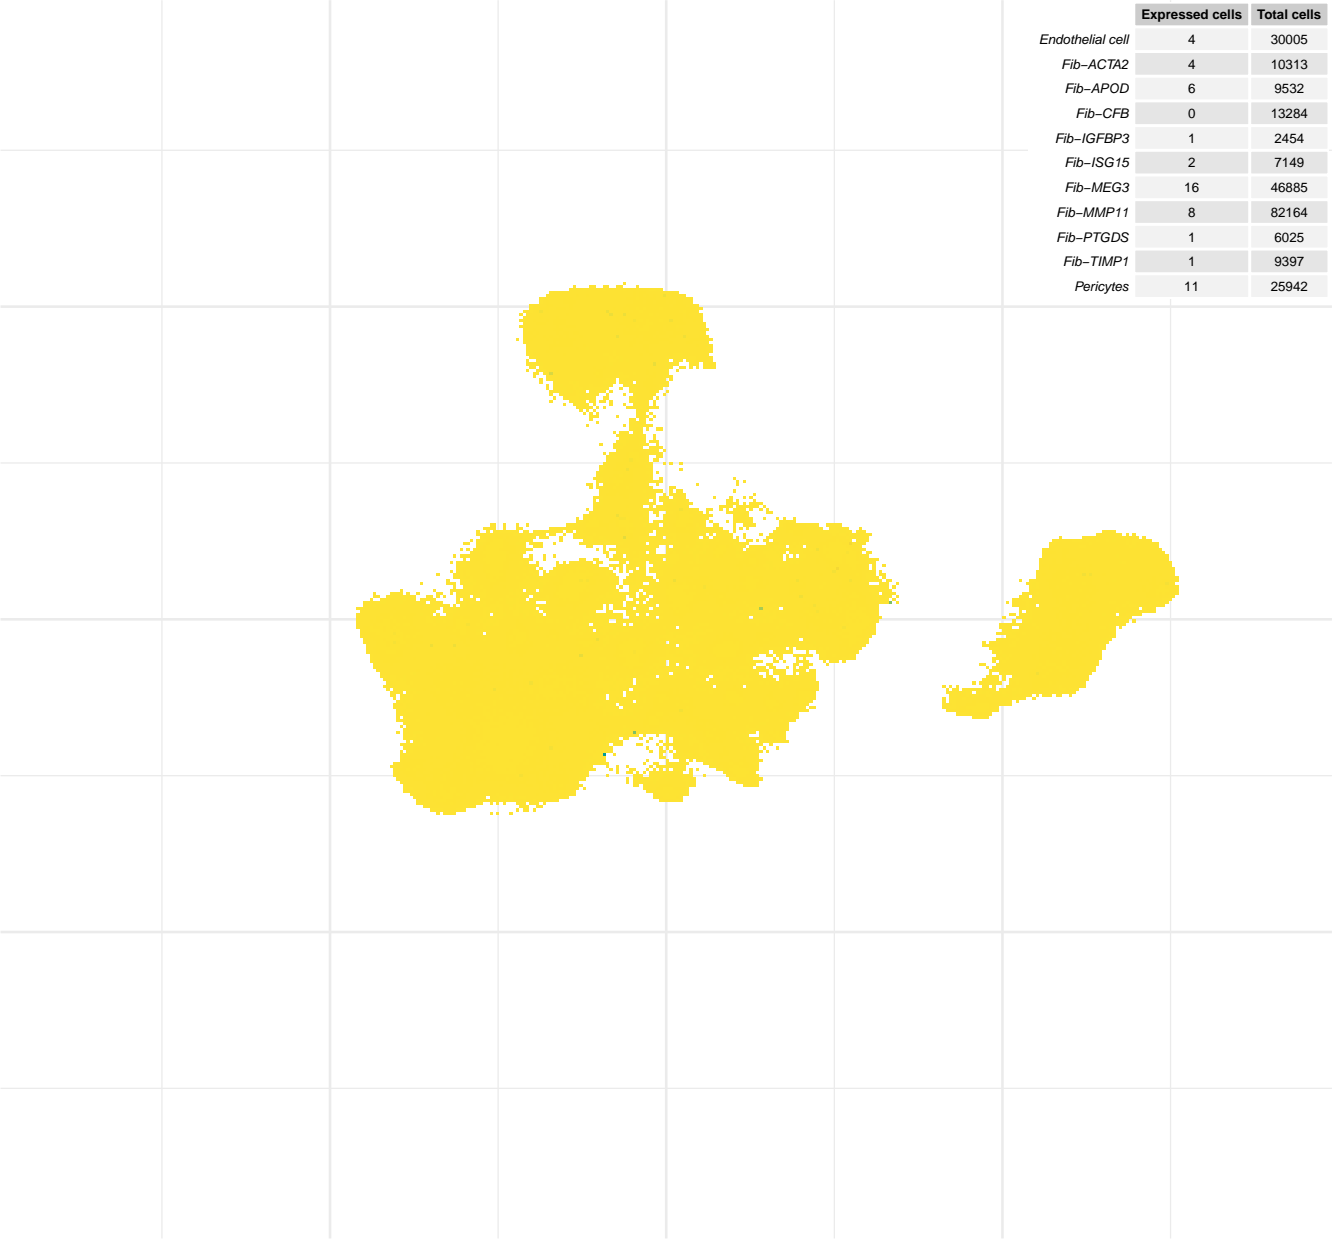 Expressed cells Total cells
Endothelial cell 4 30005
Fib−ACTA2 4 10313
Fib−APOD 6 9532
Fib−CFB 0 13284
Fib−IGFBP3 1 2454
Fib−ISG15 2 7149
Fib−MEG3 16 46885
Fib−MMP11 8 82164
Fib−PTGDS 1 6025
Fib−TIMP1 1 9397
Pericytes 11 25942